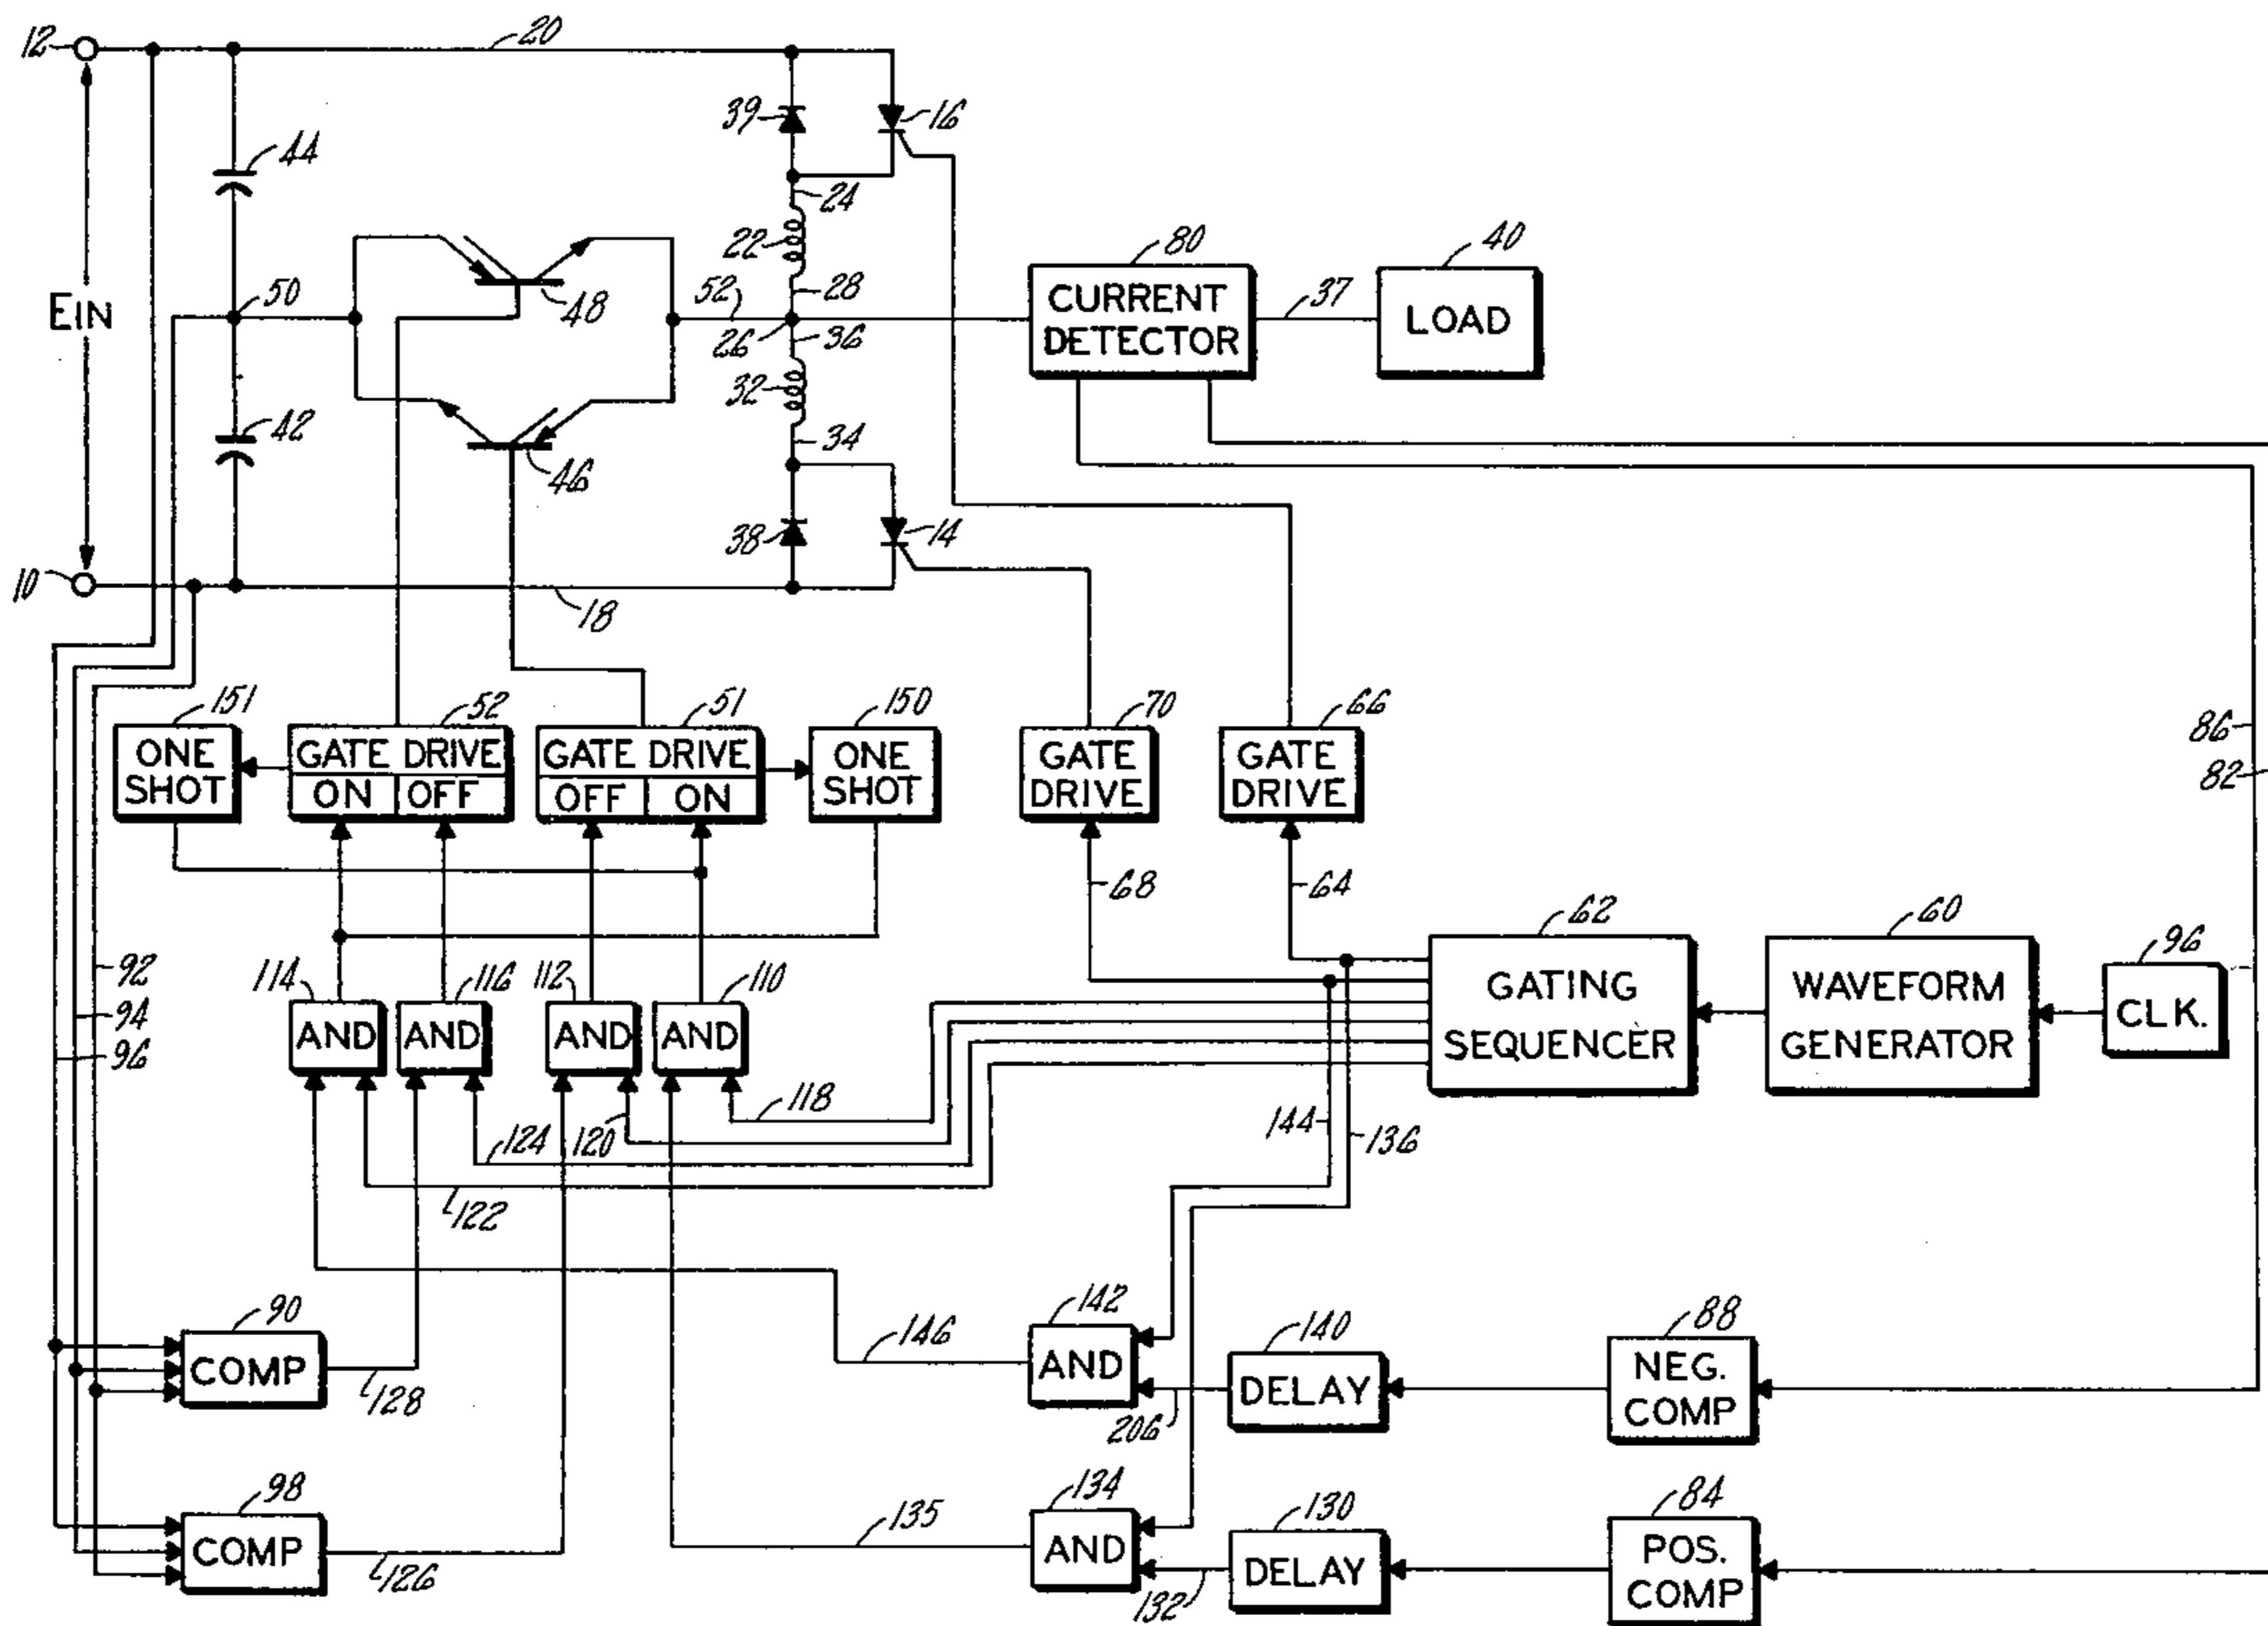 12
20
39
16
44
24
22
80
40
48
28
50
52
37
EIN
CURRENT
DETECTOR
LOAD
26
36
32
42
34
46
38
14
10
18
151
52
51
150
70
66
86
ONE
SHOT
GATE DRIVE
ON
OFF
GATE DRIVE
OFF
ON
ONE
SHOT
GATE
DRIVE
GATE
DRIVE
82
68
64
62
60
96
92
114
116
112
110
GATING
SEQUENCER
WAVEFORM
GENERATOR
CLK.
94
AND
AND
AND
AND
96
118
124
120
144
136
122
90
146
142
140
88
COMP
AND
DELAY
NEG.
COMP
128
206
98
135
134
130
84
COMP
AND
DELAY
POS.
COMP
126
132